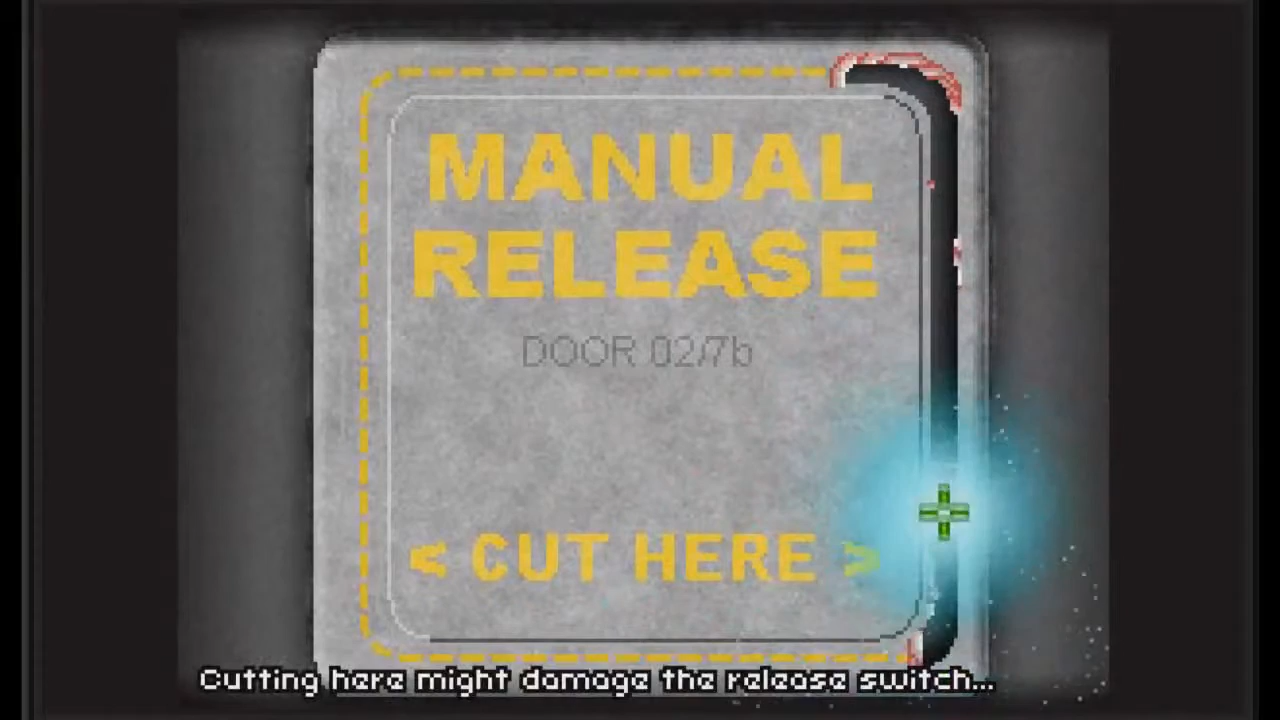 MANUAL
RELEASE
DOOR 02/7b
< CUT HERE >
Cutting here might damage the release switch...